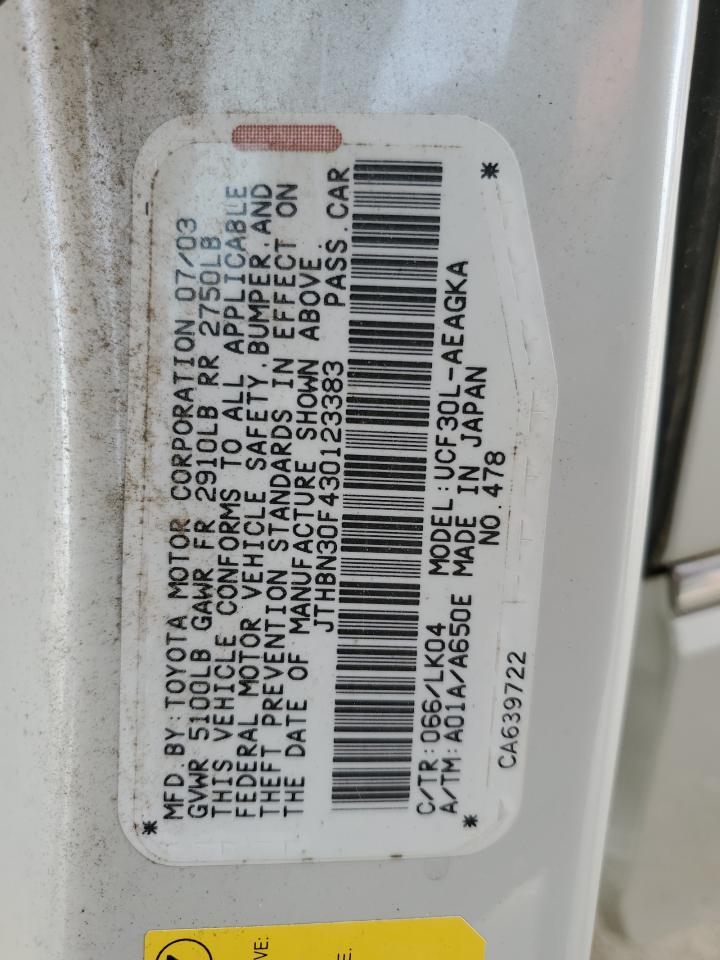 MFD. BY: TOYOTA MOTOR CORPORATION 07/03
GVWR 5100LB GAWR FR 2910LB RR 2750LB
THIS VEHICLE CONFORMS TO ALL APPLICABLE
FEDERAL MOTOR VEHICLE SAFETY, BUMPER, AND
THEFT PREVENTION STANDARDS IN EFFECT ON
THE DATE OF MANUFACTURE SHOWN ABOVE.
JTHBN30F430123383 PASS. CAR
C/TR: 066/LK04 MODEL: UCF30L-AEAGKA
A/TM: A01A/A650E MADE IN JAPAN
NO. 478
CA639722